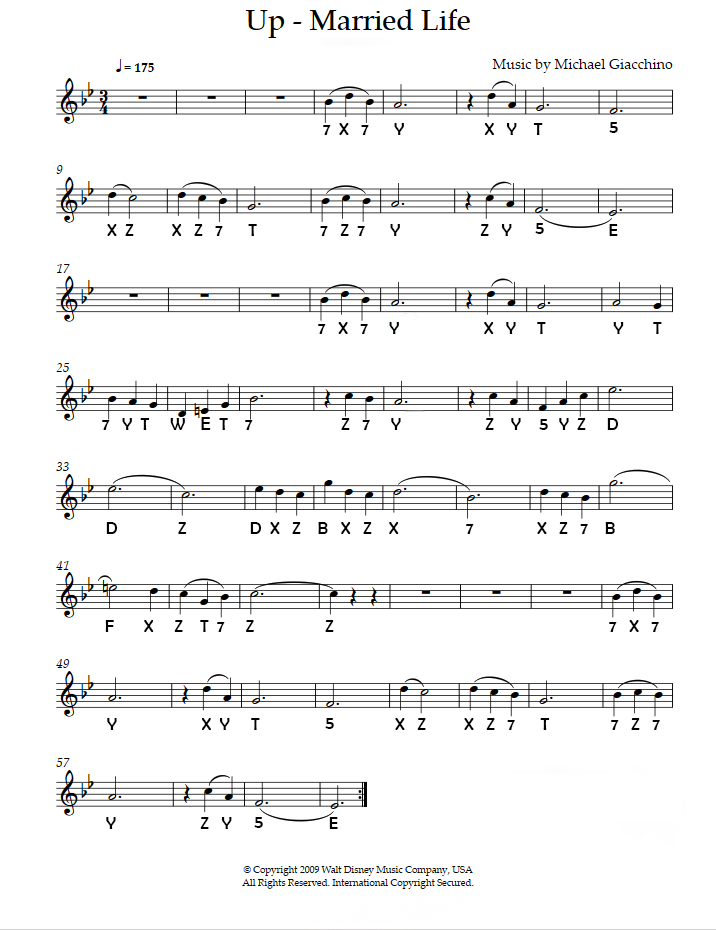 Up - Married Life
♩= 175
Music by Michael Giacchino
3
4
7 X 7 Y X Y T 5
9
X Z X Z 7 T 7 Z 7 Y Z Y 5 E
17
7 X 7 Y X Y T Y T
25
7 Y T W E T 7 Z 7 Y Z Y 5 Y Z D
33
D Z D X Z B X Z X 7 X Z 7 B
41
F X Z T 7 Z Z 7 X 7
49
Y X Y T 5 X Z X Z 7 T 7 Z 7
57
Y Z Y 5 E
© Copyright 2009 Walt Disney Music Company, USA
All Rights Reserved. International Copyright Secured.